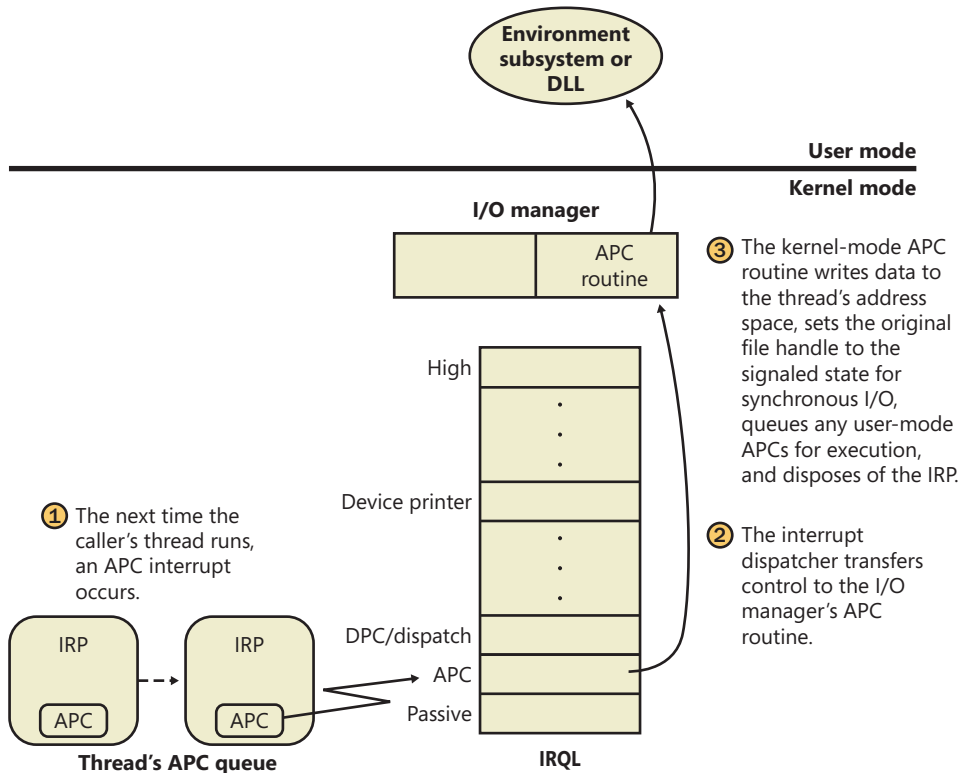 Environment
subsystem or
DLL
User mode
Kernel mode
I/O manager
APC
routine
3 The kernel-mode APC
routine writes data to
the thread's address
space, sets the original
file handle to the
signaled state for
synchronous I/O,
queues any user-mode
APCs for execution,
and disposes of the IRP.
High
Device printer
1 The next time the
caller's thread runs,
an APC interrupt
occurs.
2 The interrupt
dispatcher transfers
control to the I/O
manager's APC
routine.
DPC/dispatch
APC
Passive
IRP
APC
IRP
APC
Thread's APC queue
IRQL